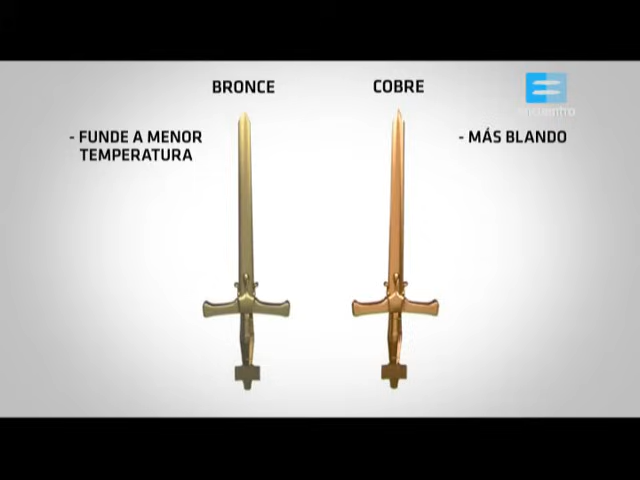 BRONCE
COBRE
- FUNDE A MENOR
TEMPERATURA
- MÁS BLANDO